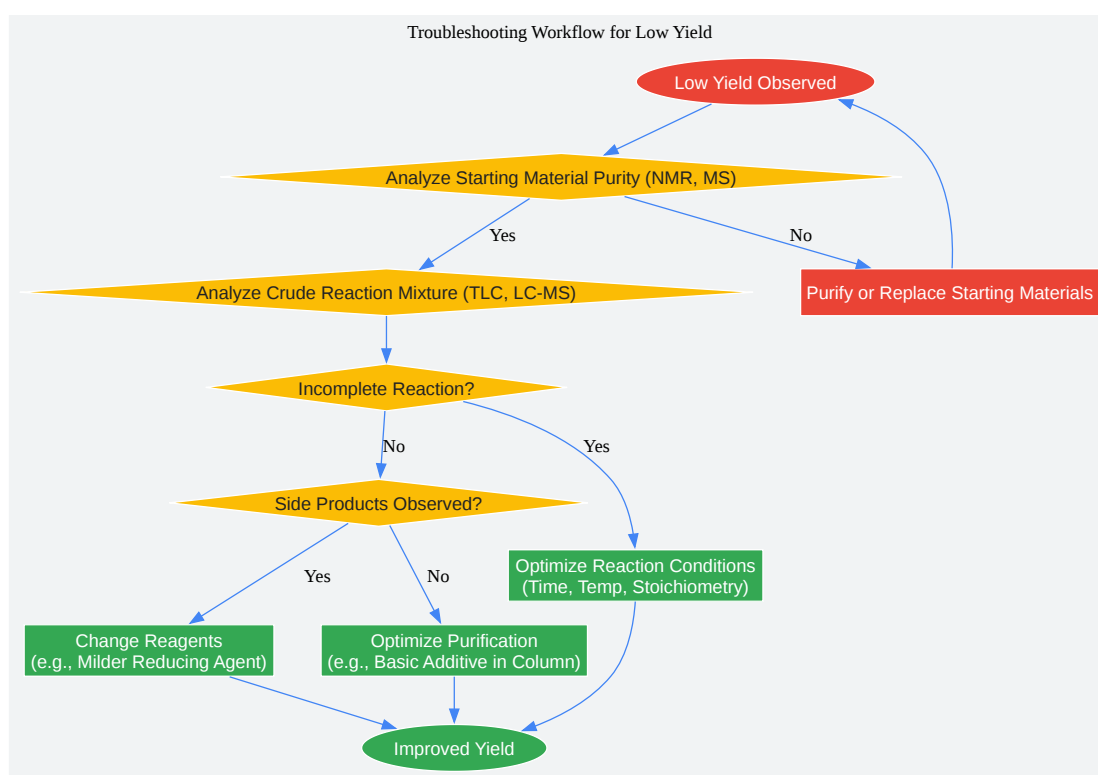 Troubleshooting Workflow for Low Yield
Low Yield Observed
Analyze Starting Material Purity (NMR, MS)
Yes
No
Analyze Crude Reaction Mixture (TLC, LC-MS)
Purify or Replace Starting Materials
Incomplete Reaction?
No
Yes
Side Products Observed?
Yes
No
Optimize Reaction Conditions
(Time, Temp, Stoichiometry)
Change Reagents
(e.g., Milder Reducing Agent)
Optimize Purification
(e.g., Basic Additive in Column)
Improved Yield